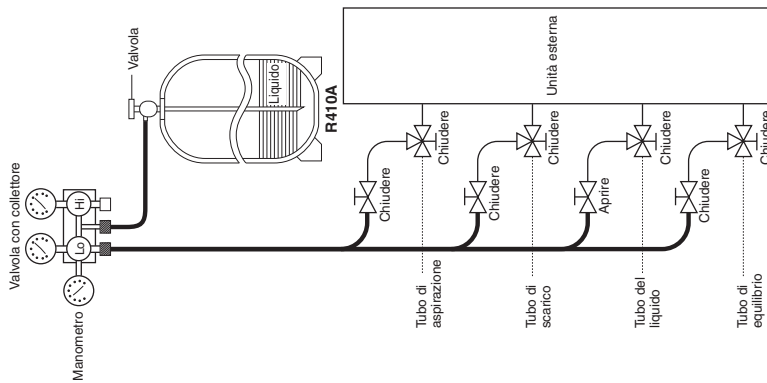 Valvola con collettore
Manometro
Lo
Hi
Valvola
Liquido
R410A
Unità esterna
Chiudere
Chiudere
Tubo di
aspirazione
Chiudere
Chiudere
Tubo di
scarico
Aprire
Chiudere
Tubo del
liquido
Chiudere
Chiudere
Tubo di
equilibrio